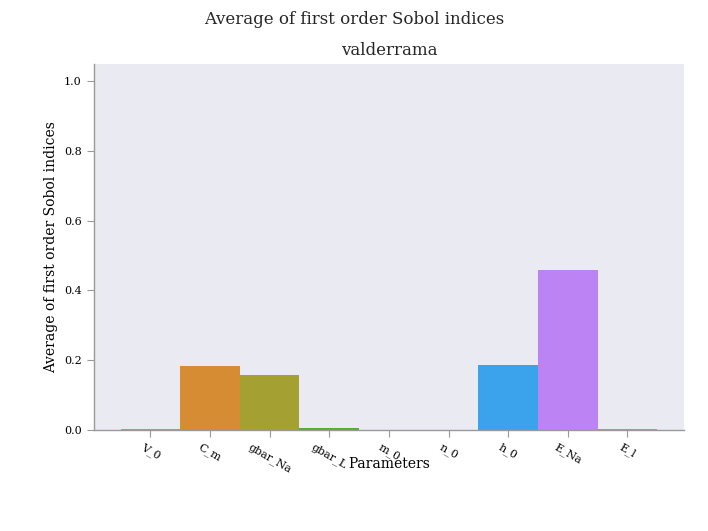 Average of first order Sobol indices
valderrama
Average of first order Sobol indices
1.0
0.8
0.6
0.4
0.2
0.0
V_0 C_m gbar_Na gbar_L m_0 n_0 h_0 E_Na E_l
Parameters